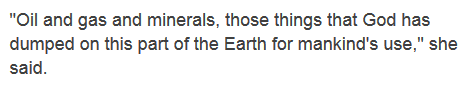 "Oil and gas and minerals, those things that God has
dumped on this part of the Earth for mankind's use," she
said.